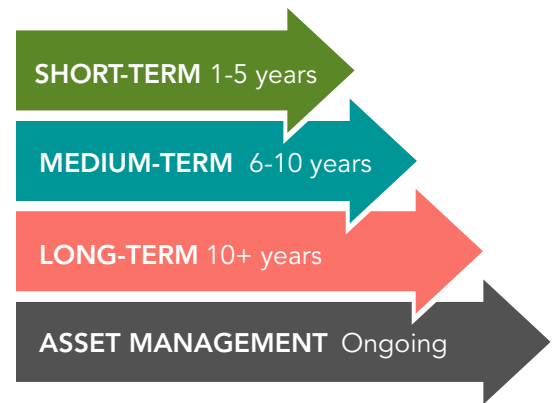 SHORT-TERM 1-5 years
MEDIUM-TERM 6-10 years
LONG-TERM 10+ years
ASSET MANAGEMENT Ongoing